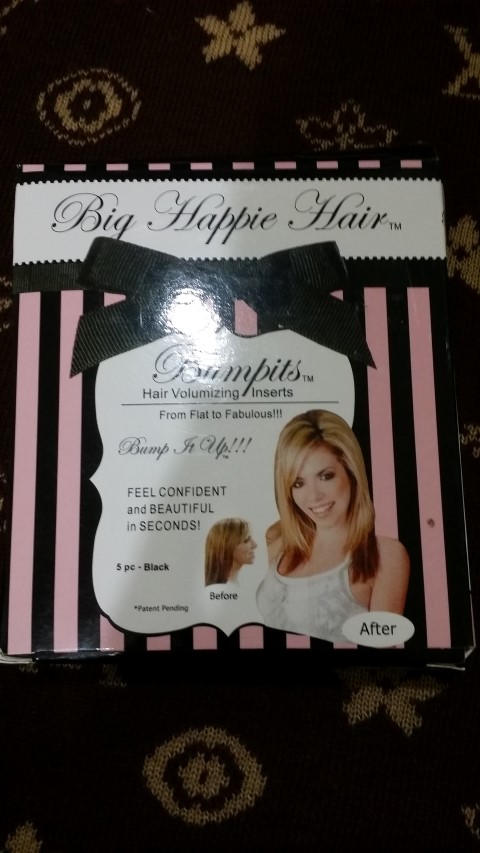 Big Happie Hair™
Bumpits™
Hair Volumizing Inserts
From Flat to Fabulous!!!
Bump It Up!!!™
FEEL CONFIDENT
and BEAUTIFUL
in SECONDS!
5 pc - Black
Before
*Patent Pending
After